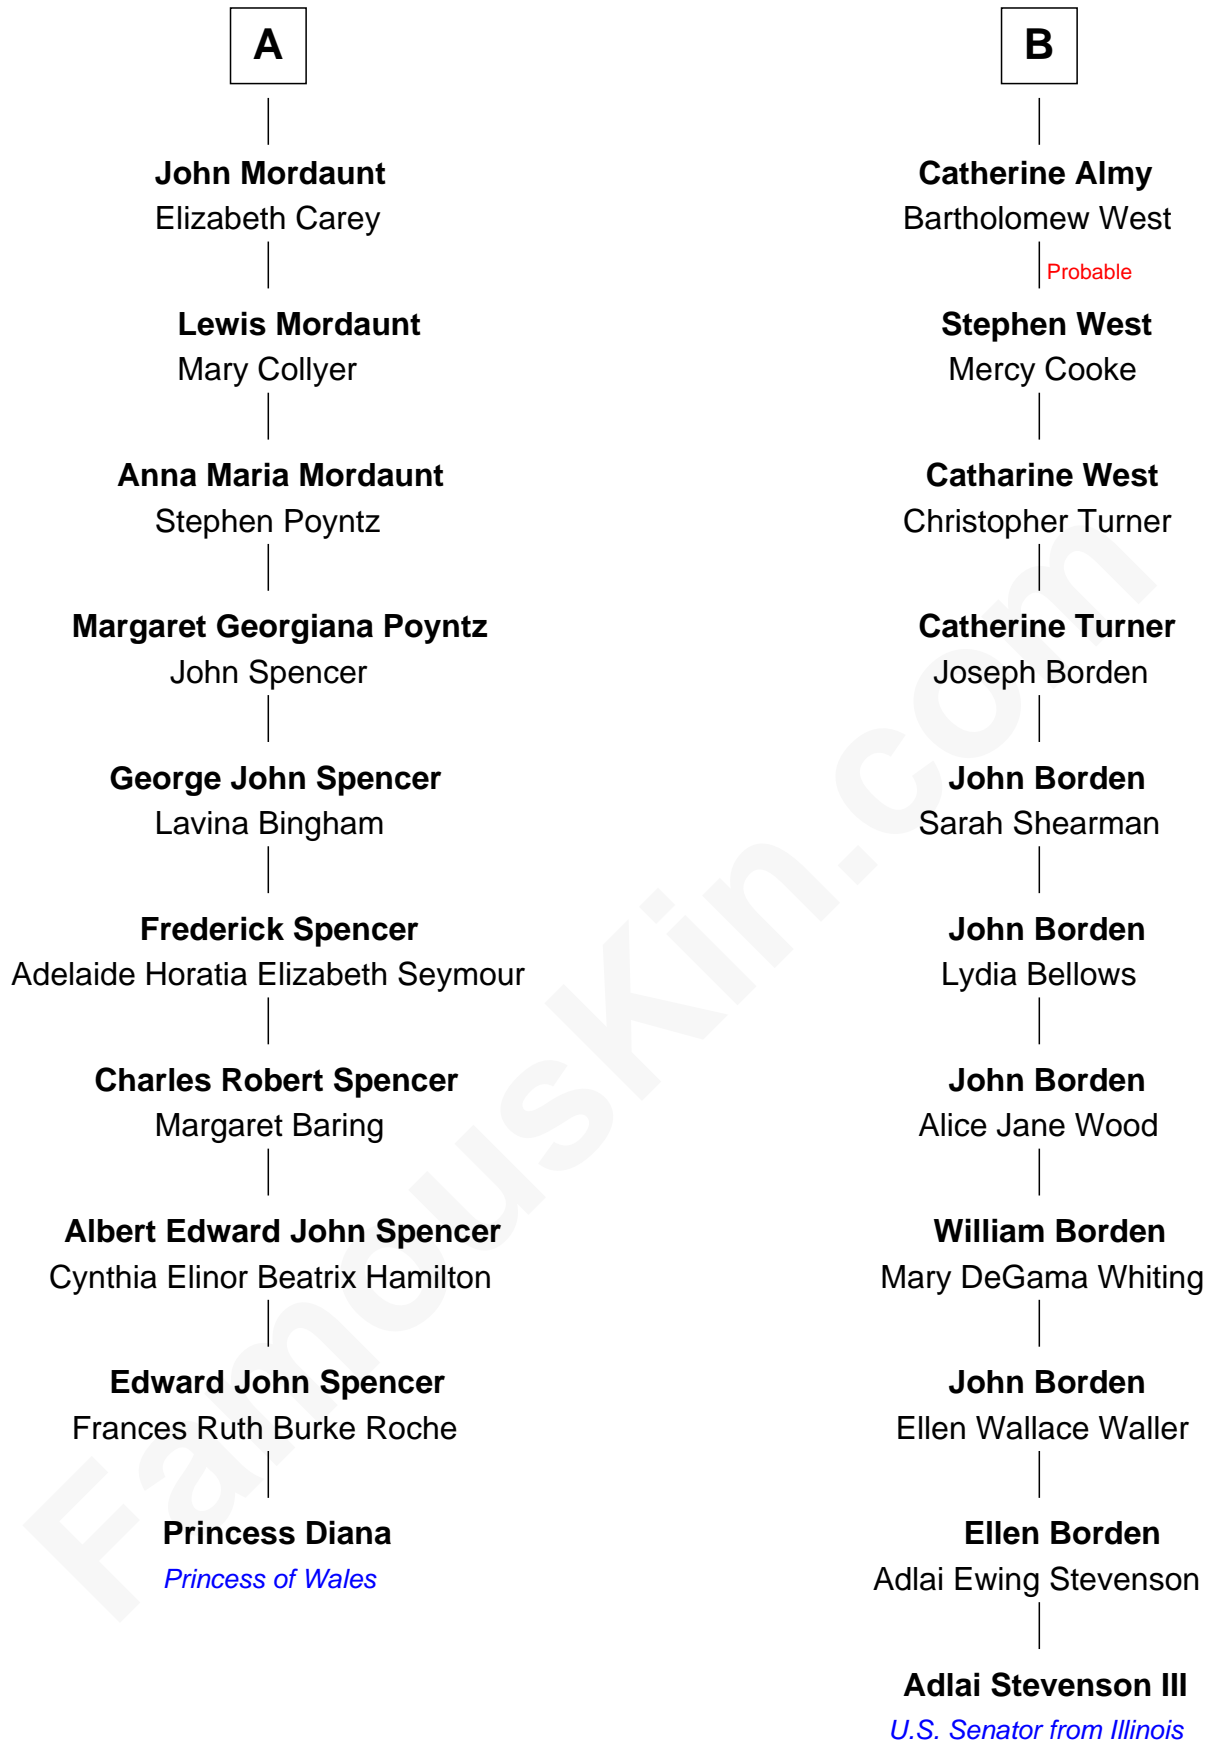 A
John Mordaunt
Elizabeth Carey
Lewis Mordaunt
Mary Collyer
Anna Maria Mordaunt
Stephen Poyntz
Margaret Georgiana Poyntz
John Spencer
George John Spencer
Lavina Bingham
Frederick Spencer
Adelaide Horatia Elizabeth Seymour
Charles Robert Spencer
Margaret Baring
Albert Edward John Spencer
Cynthia Elinor Beatrix Hamilton
Edward John Spencer
Frances Ruth Burke Roche
Princess Diana
Princess of Wales
B
Catherine Almy
Bartholomew West
Probable
Stephen West
Mercy Cooke
Catharine West
Christopher Turner
Catherine Turner
Joseph Borden
John Borden
Sarah Shearman
John Borden
Lydia Bellows
John Borden
Alice Jane Wood
William Borden
Mary DeGama Whiting
John Borden
Ellen Wallace Waller
Ellen Borden
Adlai Ewing Stevenson
Adlai Stevenson III
U.S. Senator from Illinois
FamousKin.com